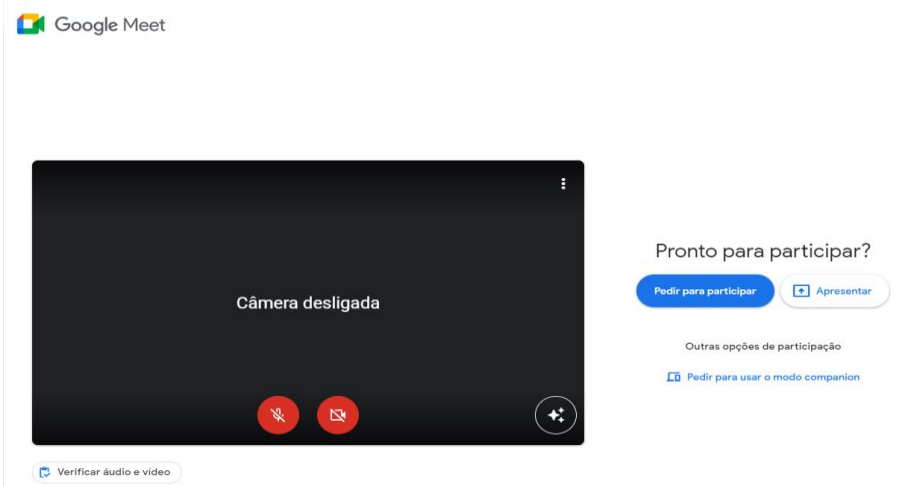 Google Meet
Câmera desligada
Verificar áudio e vídeo
Pronto para participar?
Pedir para participar
Apresentar
Outras opções de participação
Pedir para usar o modo companion